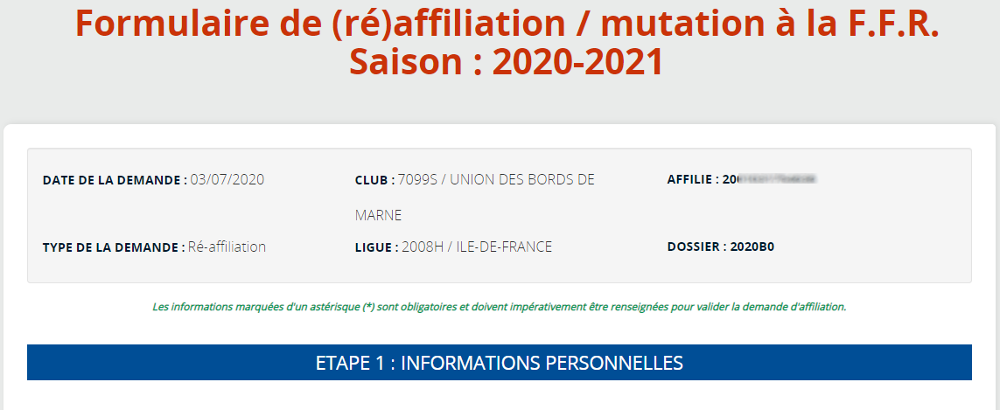 Formulaire de (ré)affiliation / mutation à la F.F.R.
Saison : 2020-2021
DATE DE LA DEMANDE : 03/07/2020
CLUB : 7099S / UNION DES BORDS DE
MARNE
AFFILIE :
TYPE DE LA DEMANDE : Ré-affiliation
LIGUE : 2008H / ILE-DE-FRANCE
DOSSIER : 2020B0
Les informations marquées d'un astérisque (*) sont obligatoires et doivent impérativement être renseignées pour valider la demande d'affiliation.
ETAPE 1 : INFORMATIONS PERSONNELLES